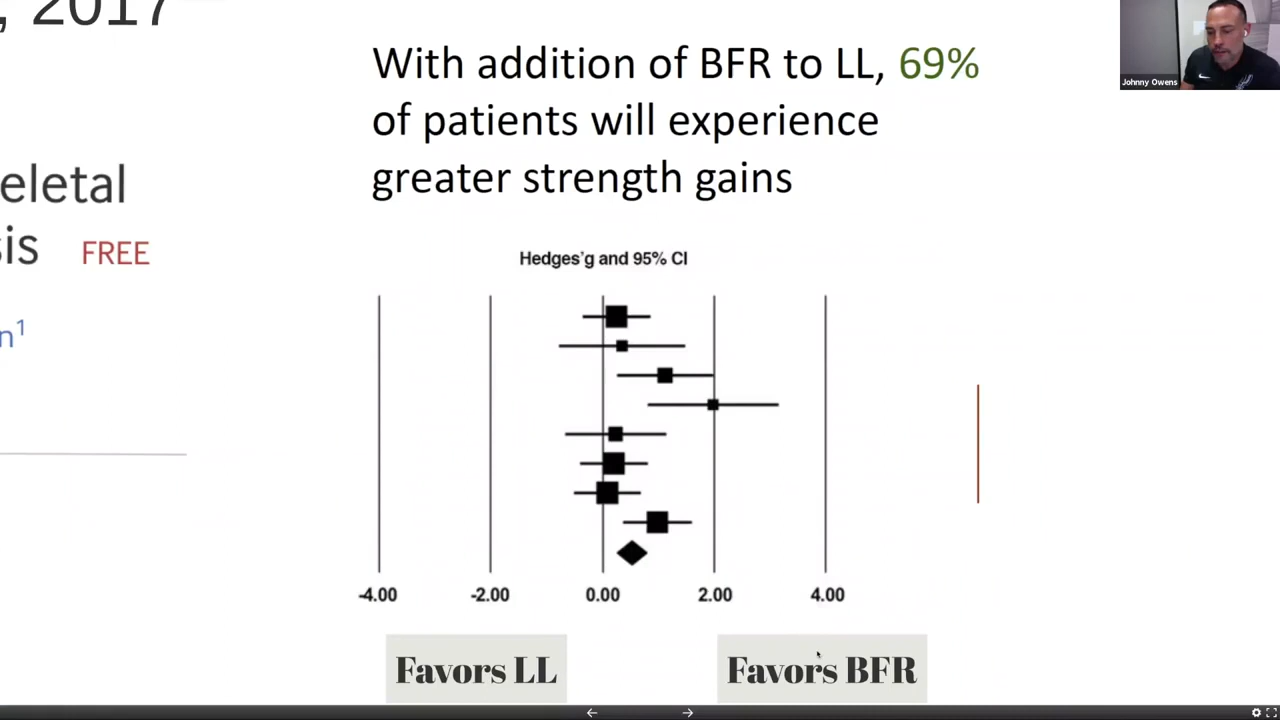 , 2017
With addition of BFR to LL, 69%
of patients will experience
greater strength gains
eletal
sis FREE
n1
Hedges'g and 95% CI
-4.00 -2.00 0.00 2.00 4.00
Favors LL Favors BFR
Johnny Owens